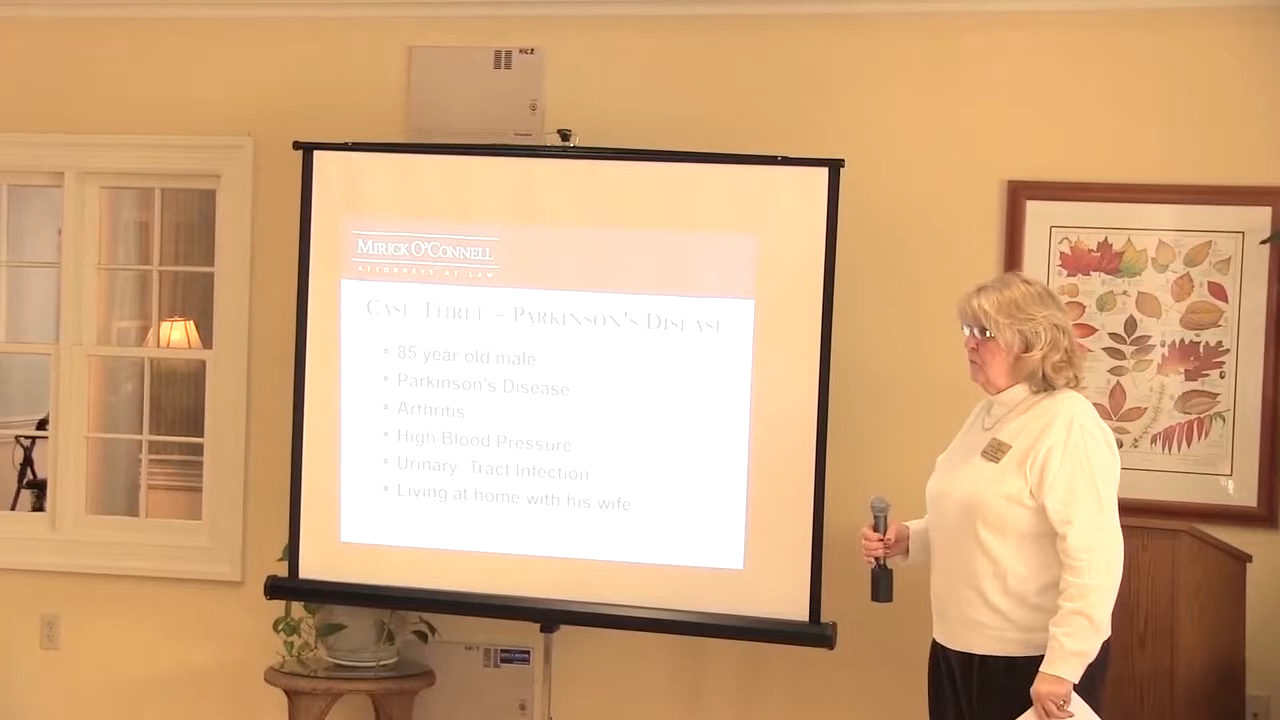 MIRICK O'CONNELL
ATTORNEYS AT LAW
CASE THREE – PARKINSON'S DISEASE
• 85 year old male
• Parkinson's Disease
• Arthritis
• High Blood Pressure
• Urinary Tract Infection
• Living at home with his wife